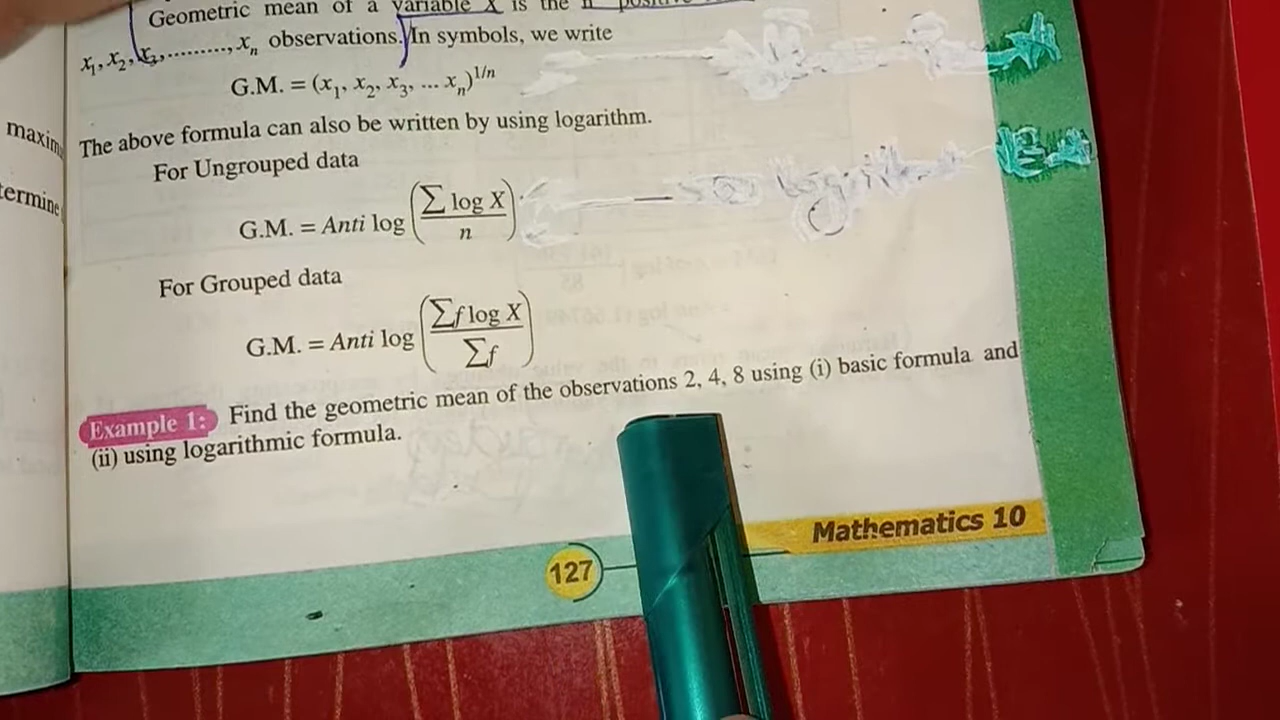 Geometric mean of a variable X is the n positive
x₁, x₂, x₃, .........., xₙ observations. In symbols, we write
G.M. = (x₁, x₂, x₃, ... xₙ)^1/n
The above formula can also be written by using logarithm.
maxim
For Ungrouped data
termine
G.M. = Anti log (∑ log X / n)
For Grouped data
G.M. = Anti log (∑f log X / ∑f)
Example 1: Find the geometric mean of the observations 2, 4, 8 using (i) basic formula and
(ii) using logarithmic formula.
Mathematics 10
127